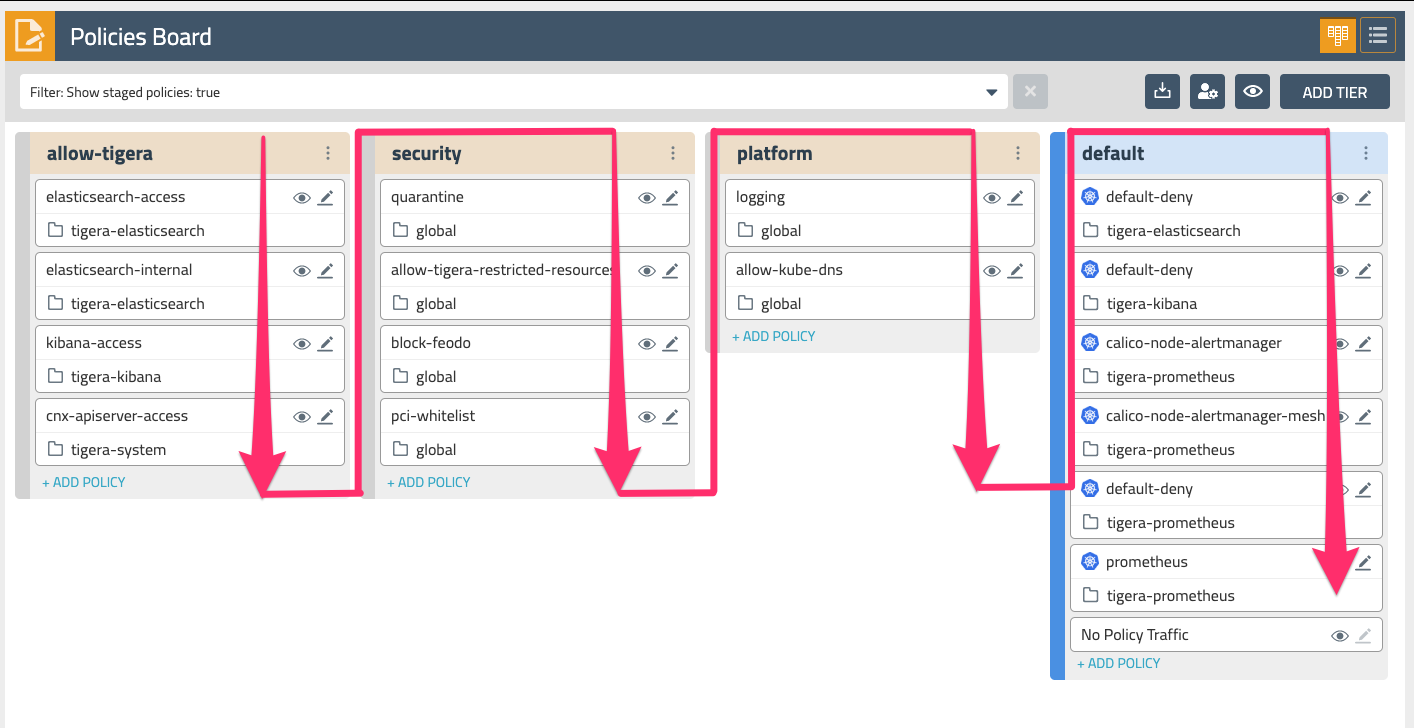 Policies Board
Filter: Show staged policies: true
ADD TIER
allow-tigera
elasticsearch-access
tigera-elasticsearch
elasticsearch-internal
tigera-elasticsearch
kibana-access
tigera-kibana
cnx-apiserver-access
tigera-system
+ ADD POLICY
security
quarantine
global
allow-tigera-restricted-resources
global
block-feodo
global
pci-whitelist
global
+ ADD POLICY
platform
logging
global
allow-kube-dns
global
+ ADD POLICY
default
default-deny
tigera-elasticsearch
default-deny
tigera-kibana
calico-node-alertmanager
tigera-prometheus
calico-node-alertmanager-mesh
tigera-prometheus
default-deny
tigera-prometheus
prometheus
tigera-prometheus
No Policy Traffic
+ ADD POLICY